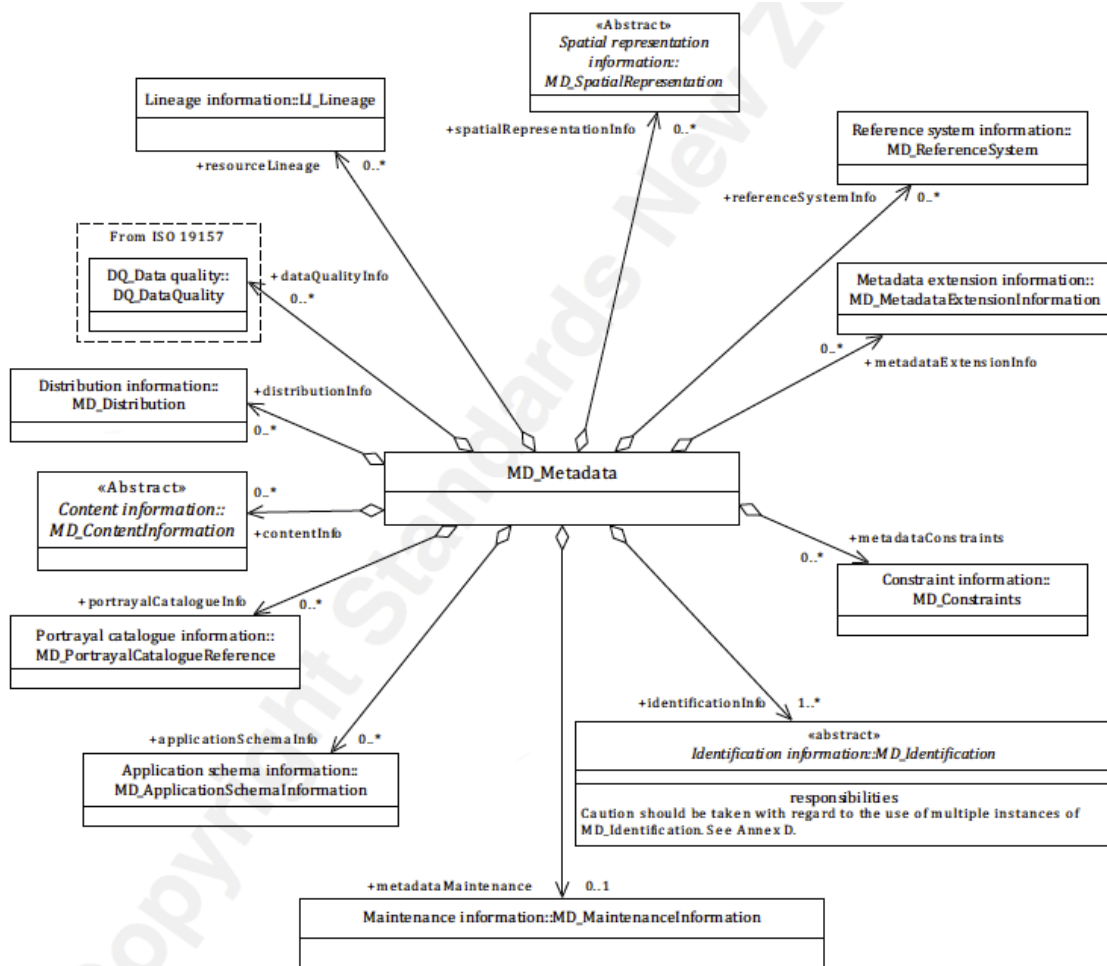 «Abstract»
Spatial representation
information::
MD_SpatialRepresentation
Lineage information::LI_Lineage
+spatialRepresentationInfo
0..*
Reference system information::
MD_ReferenceSystem
+resourceLineage
0..*
+referenceSystemInfo
0..*
From ISO 19157
DQ_Data quality::
DQ_DataQuality
+dataQualityInfo
0..*
Metadata extension information::
MD_MetadataExtensionInformation
0..*
+metadataExtensionInfo
Distribution information::
MD_Distribution
+distributionInfo
0..*
MD_Metadata
«Abstract»
Content information::
MD_ContentInformation
0..*
+contentInfo
+metadataConstraints
0..*
Constraint information::
MD_Constraints
+portrayalCatalogueInfo
0..*
Portrayal catalogue information::
MD_PortrayalCatalogueReference
+identificationInfo
1..*
«abstract»
Identification information::MD_Identification
responsibilities
Caution should be taken with regard to the use of multiple instances of
MD_Identification. See Annex D.
+applicationSchemaInfo
0..*
Application schema information::
MD_ApplicationSchemaInformation
+metadataMaintenance
0..1
Maintenance information::MD_MaintenanceInformation
opyright Standards New Ze